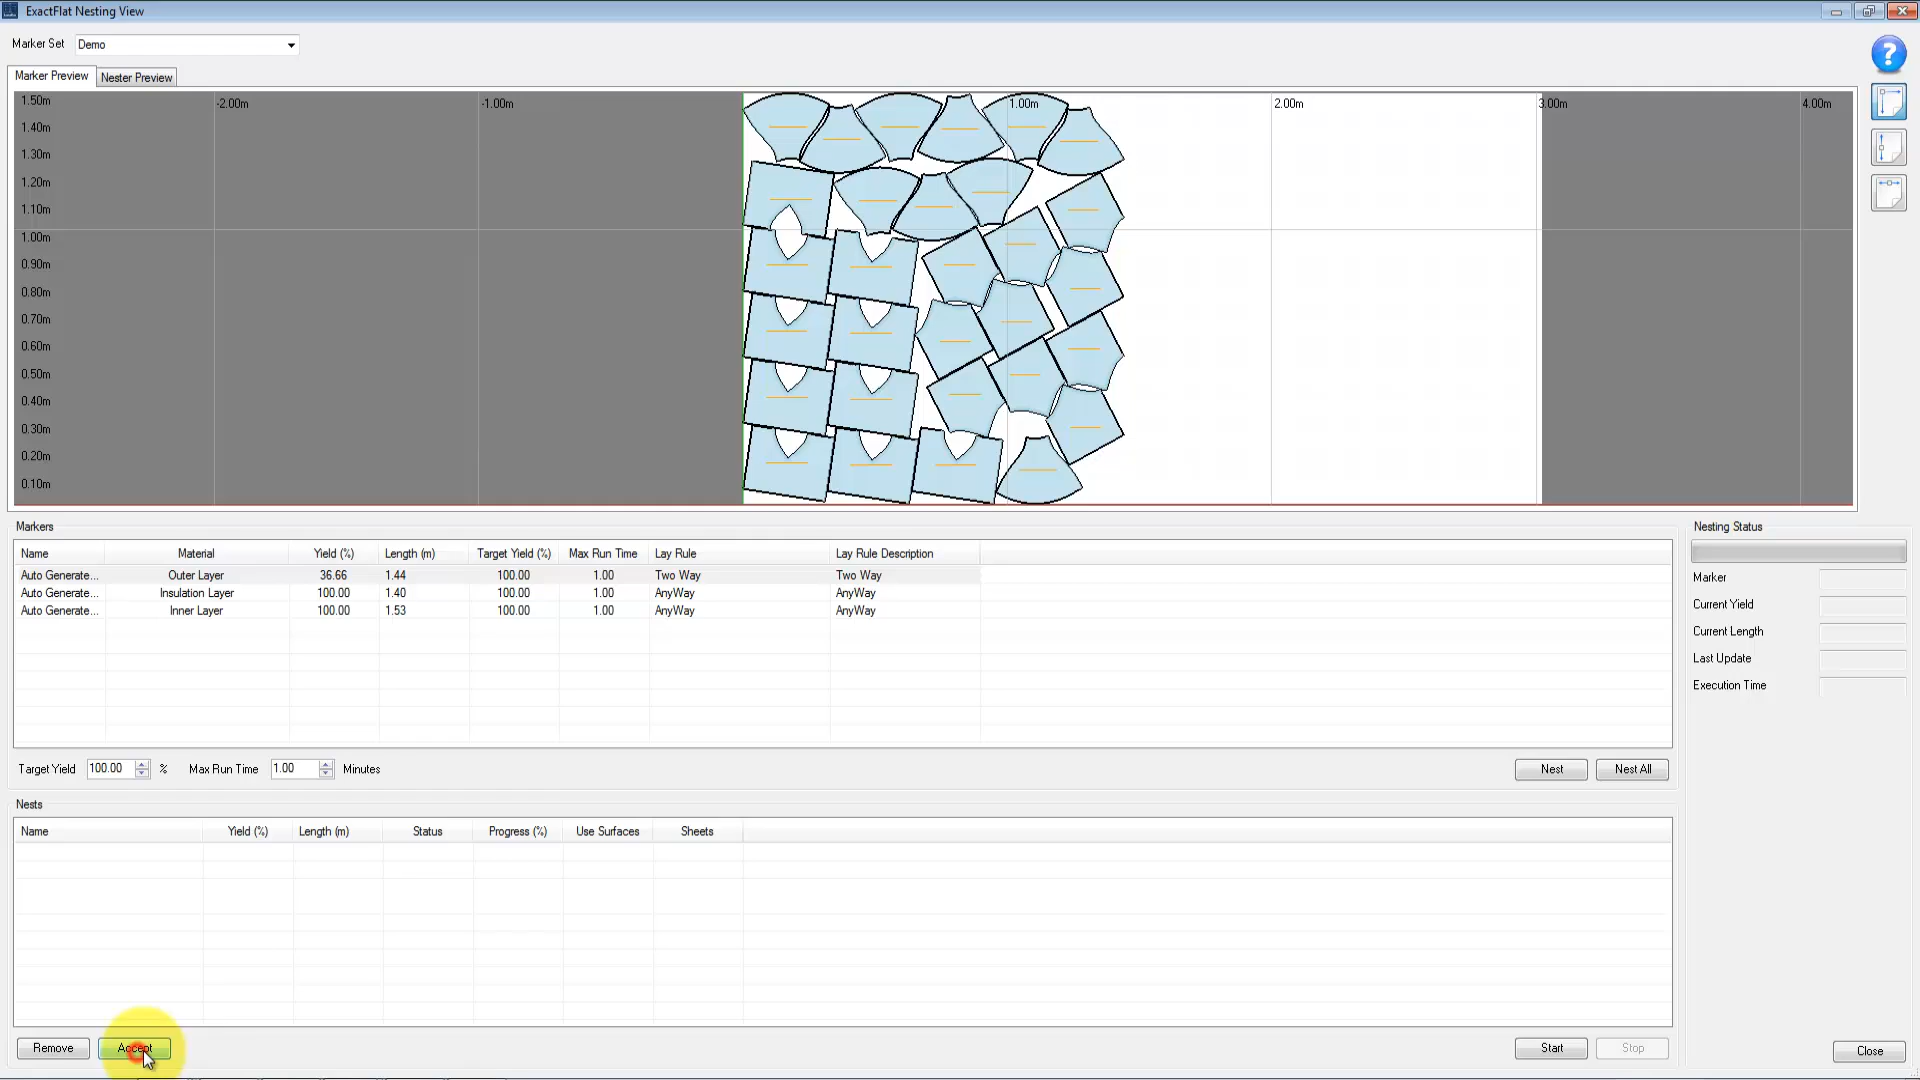 ExactFlat Nesting View
Marker Set Demo
Marker Preview Nester Preview
-2.00m -1.00m 1.00m 2.00m 3.00m 4.00m
1.50m
1.40m
1.30m
1.20m
1.10m
1.00m
0.90m
0.80m
0.70m
0.60m
0.50m
0.40m
0.30m
0.20m
0.10m
Markers
Name Material Yield (%) Length (m) Target Yield (%) Max Run Time Lay Rule Lay Rule Description
Auto Generate... Outer Layer 36.66 1.44 100.00 1.00 Two Way Two Way
Auto Generate... Insulation Layer 100.00 1.40 100.00 1.00 AnyWay AnyWay
Auto Generate... Inner Layer 100.00 1.53 100.00 1.00 AnyWay AnyWay
Target Yield 100.00 % Max Run Time 1.00 Minutes Nest Nest All
Nesting Status
Marker
Current Yield
Current Length
Last Update
Execution Time
Nests
Name Yield (%) Length (m) Status Progress (%) Use Surfaces Sheets
Remove Accept Start Stop Close